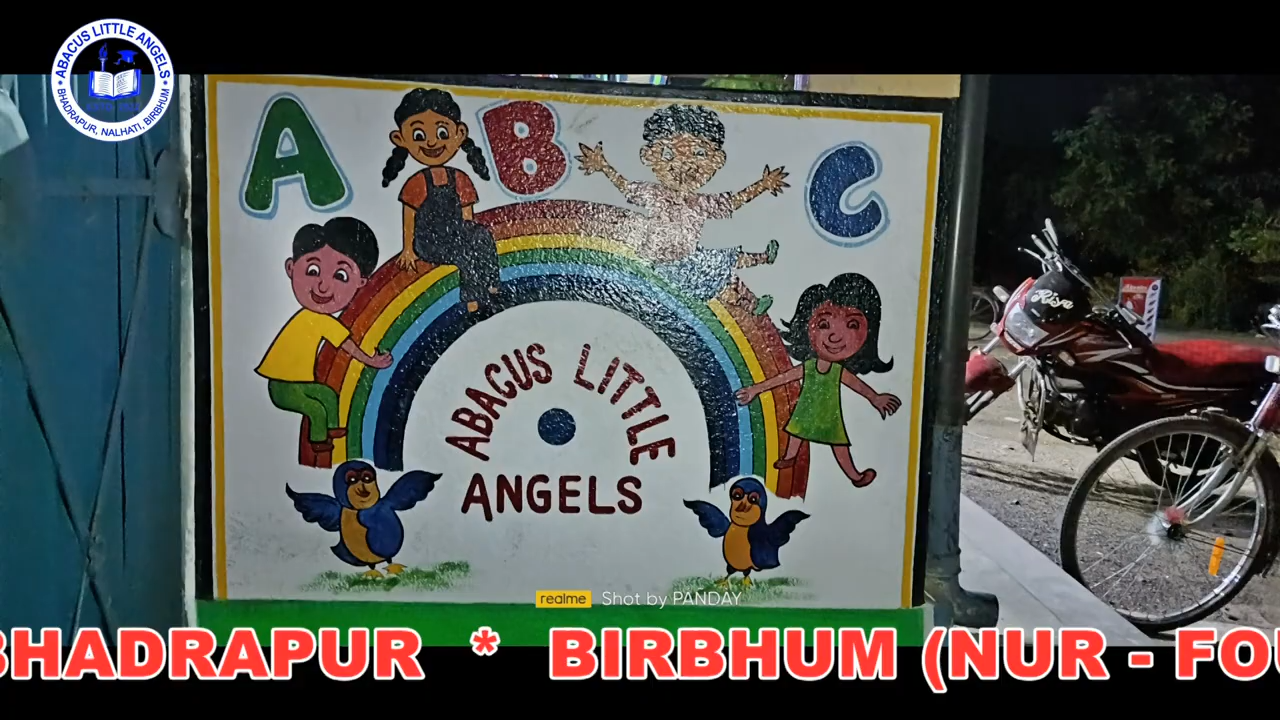 ABACUS LITTLE ANGELS
BHADRAPUR, NALHATI, BIRBHUM
A B C
ABACUS LITTLE
ANGELS
Risa
realme Shot by PANDAY
BHADRAPUR * BIRBHUM (NUR - FOU